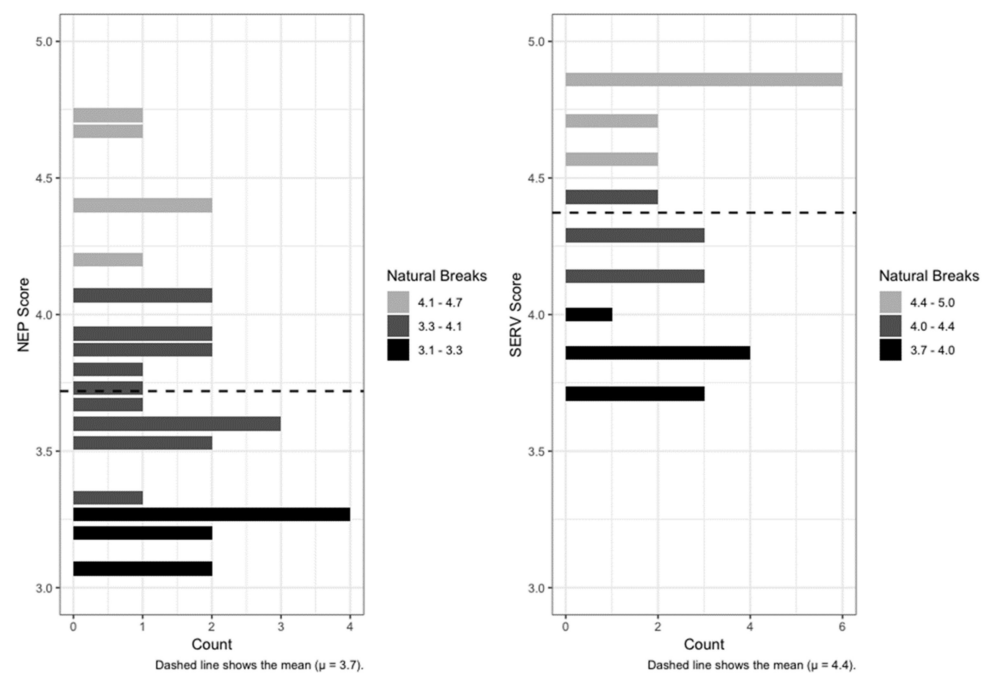 5.0
4.5
4.0
3.5
3.0
NEP Score
0 1 2 3 4
Count
Dashed line shows the mean (μ = 3.7).
Natural Breaks
4.1 - 4.7
3.3 - 4.1
3.1 - 3.3
5.0
4.5
4.0
3.5
3.0
SERV Score
0 2 4 6
Count
Dashed line shows the mean (μ = 4.4).
Natural Breaks
4.4 - 5.0
4.0 - 4.4
3.7 - 4.0